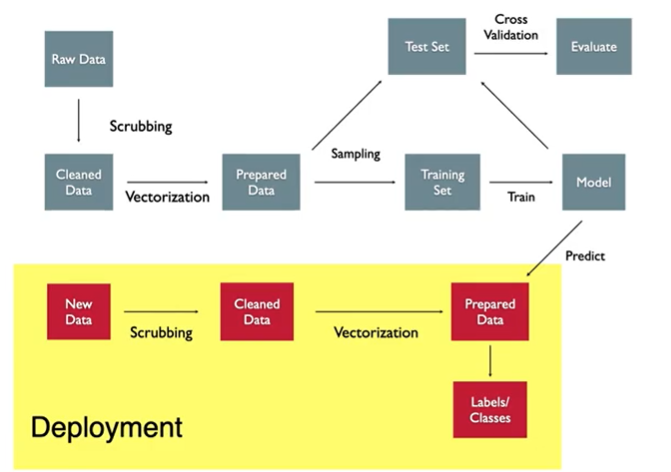 Raw Data
Scrubbing
Cleaned
Data
Vectorization
Prepared
Data
Sampling
Test Set
Cross
Validation
Evaluate
Training
Set
Train
Model
Predict
New
Data
Scrubbing
Cleaned
Data
Vectorization
Prepared
Data
Labels/
Classes
Deployment